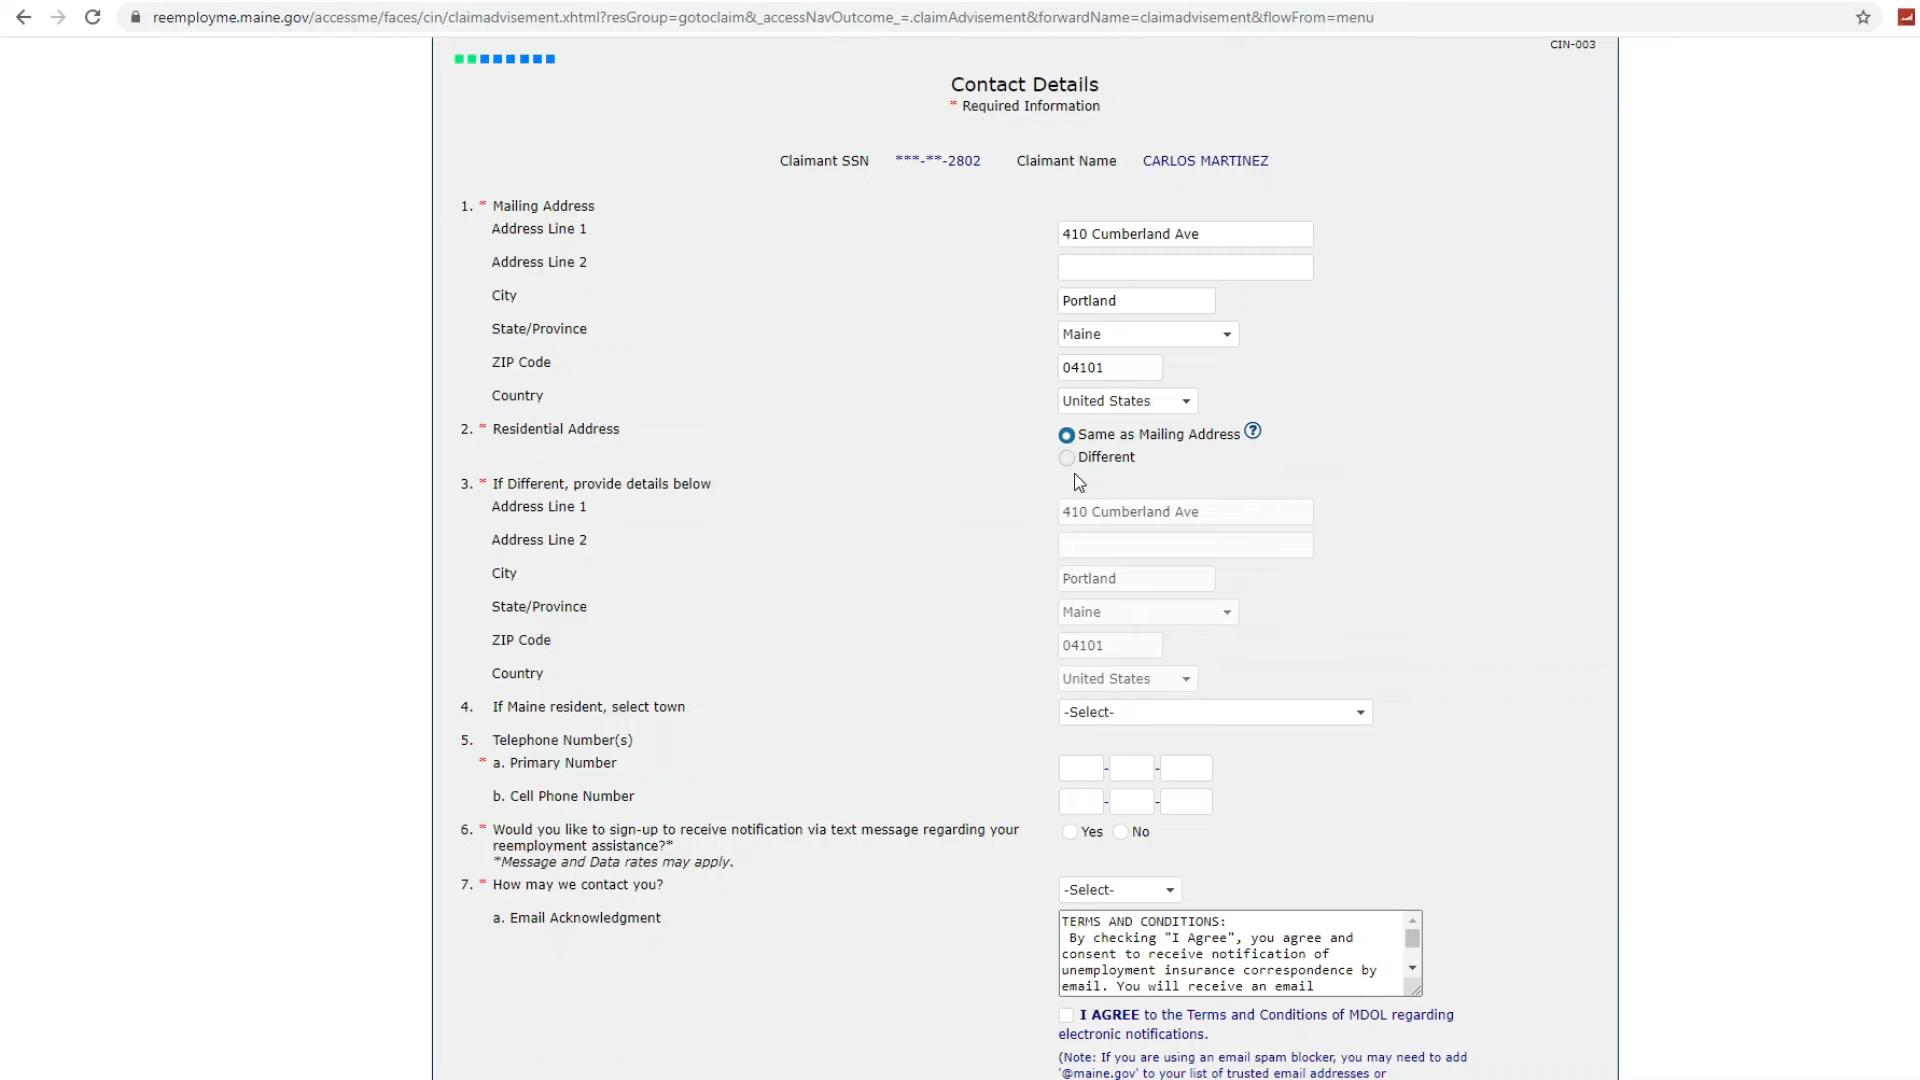 reemployme.maine.gov/accessme/faces/cin/claimadvisement.xhtml?resGroup=gotoclaim&_accessNavOutcome_=.claimAdvisement&forwardName=claimadvisement&flowFrom=menu
CIN-003
Contact Details
* Required Information
Claimant SSN ***-**-2802 Claimant Name CARLOS MARTINEZ
1. * Mailing Address
Address Line 1 410 Cumberland Ave
Address Line 2
City Portland
State/Province Maine
ZIP Code 04101
Country United States
2. * Residential Address Same as Mailing Address ?
Different
3. * If Different, provide details below
Address Line 1 410 Cumberland Ave
Address Line 2
City Portland
State/Province Maine
ZIP Code 04101
Country United States
4. If Maine resident, select town -Select-
5. Telephone Number(s)
* a. Primary Number - -
b. Cell Phone Number - -
6. * Would you like to sign-up to receive notification via text message regarding your Yes No
reemployment assistance?*
*Message and Data rates may apply.
7. * How may we contact you? -Select-
a. Email Acknowledgment
TERMS AND CONDITIONS:
By checking "I Agree", you agree and
consent to receive notification of
unemployment insurance correspondence by
email. You will receive an email
I AGREE to the Terms and Conditions of MDOL regarding
electronic notifications.
(Note: If you are using an email spam blocker, you may need to add
'@maine.gov' to your list of trusted email addresses or